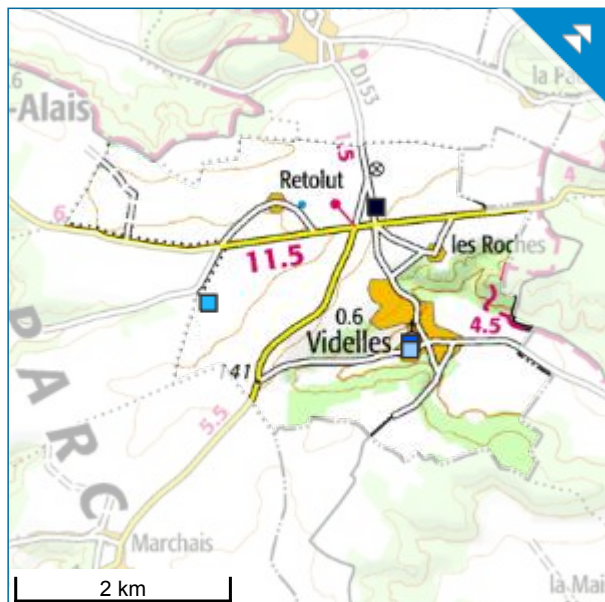 6
la Pa
-Alais
D153
1.5
4
Retolut
6
11.5
les Roches
0.6
4.5
Videlles
41
DARC
5.5
Marchais
la Mai
2 km